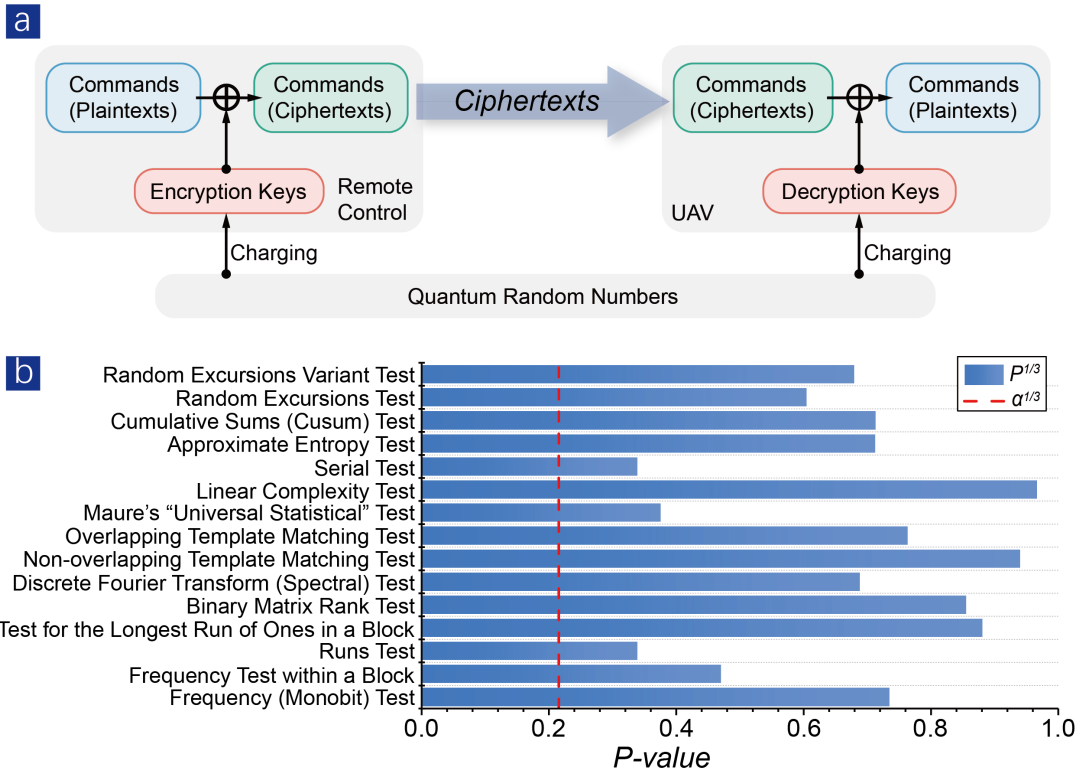 a
Commands
(Plaintexts)
Commands
(Ciphertexts)
Ciphertexts
Commands
(Ciphertexts)
Commands
(Plaintexts)
Encryption Keys
Remote
Control
UAV
Decryption Keys
Charging
Charging
Quantum Random Numbers
b
Random Excursions Variant Test
Random Excursions Test
Cumulative Sums (Cusum) Test
Approximate Entropy Test
Serial Test
Linear Complexity Test
Maure’s “Universal Statistical” Test
Overlapping Template Matching Test
Non-overlapping Template Matching Test
Discrete Fourier Transform (Spectral) Test
Binary Matrix Rank Test
Test for the Longest Run of Ones in a Block
Runs Test
Frequency Test within a Block
Frequency (Monobit) Test
P^1/3
α^1/3
0.0 0.2 0.4 0.6 0.8 1.0
P-value